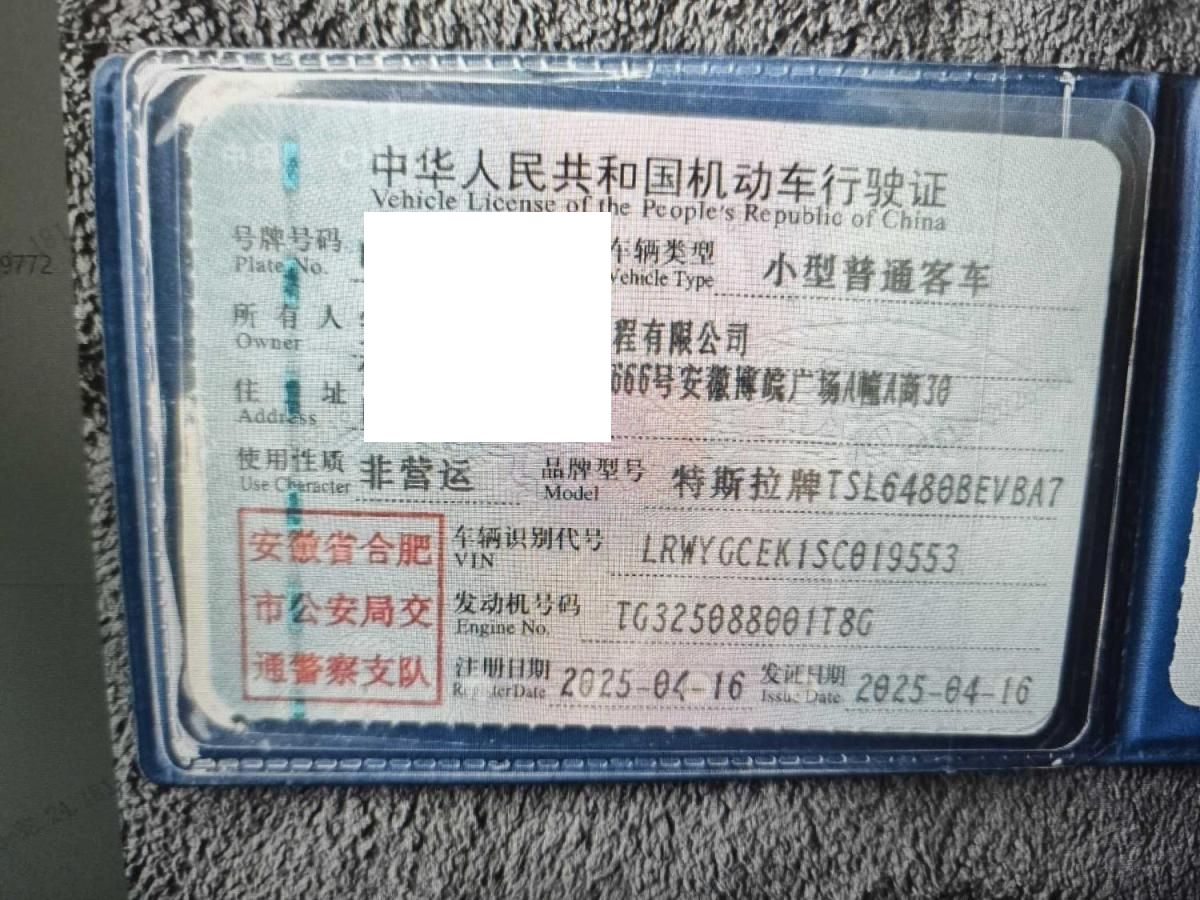 中华人民共和国机动车行驶证
Vehicle License of the People's Republic of China
号牌号码
Plate No.
车辆类型
Vehicle Type
小型普通客车
所有人
Owner
程有限公司
住址
Address
666号安徽博皖广场A幢A商30
使用性质
Use Character
非营运
品牌型号
Model
特斯拉牌TSL6480BEVBA7
安徽省合肥
市公安局交
通警察支队
车辆识别代号
VIN
LRWYGCEK1SC019553
发动机号码
Engine No.
TG325088001T8G
注册日期
Register Date
2025-04-16
发证日期
Issue Date
2025-04-16
9772